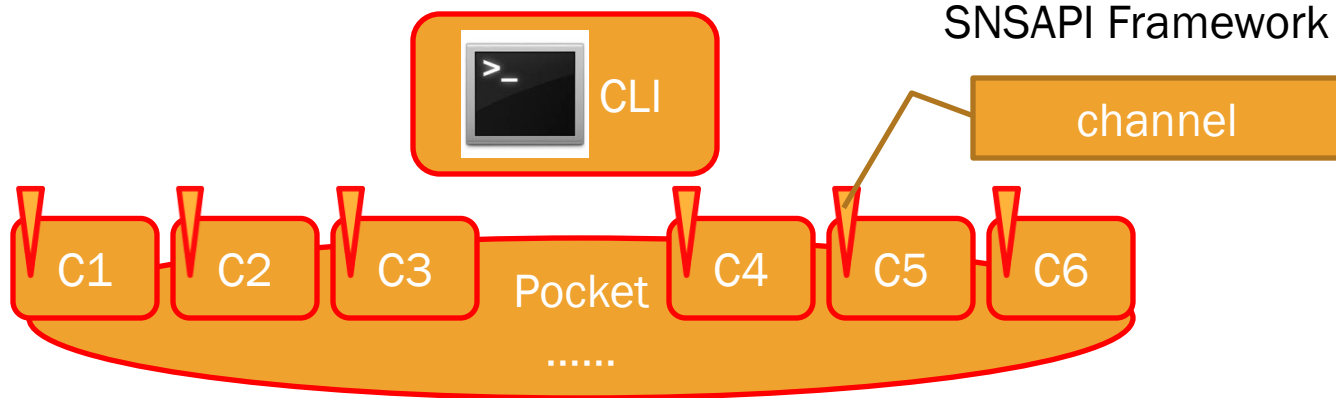 SNSAPI Framework
>_
CLI
channel
C1
C2
C3
Pocket
C4
C5
C6
......